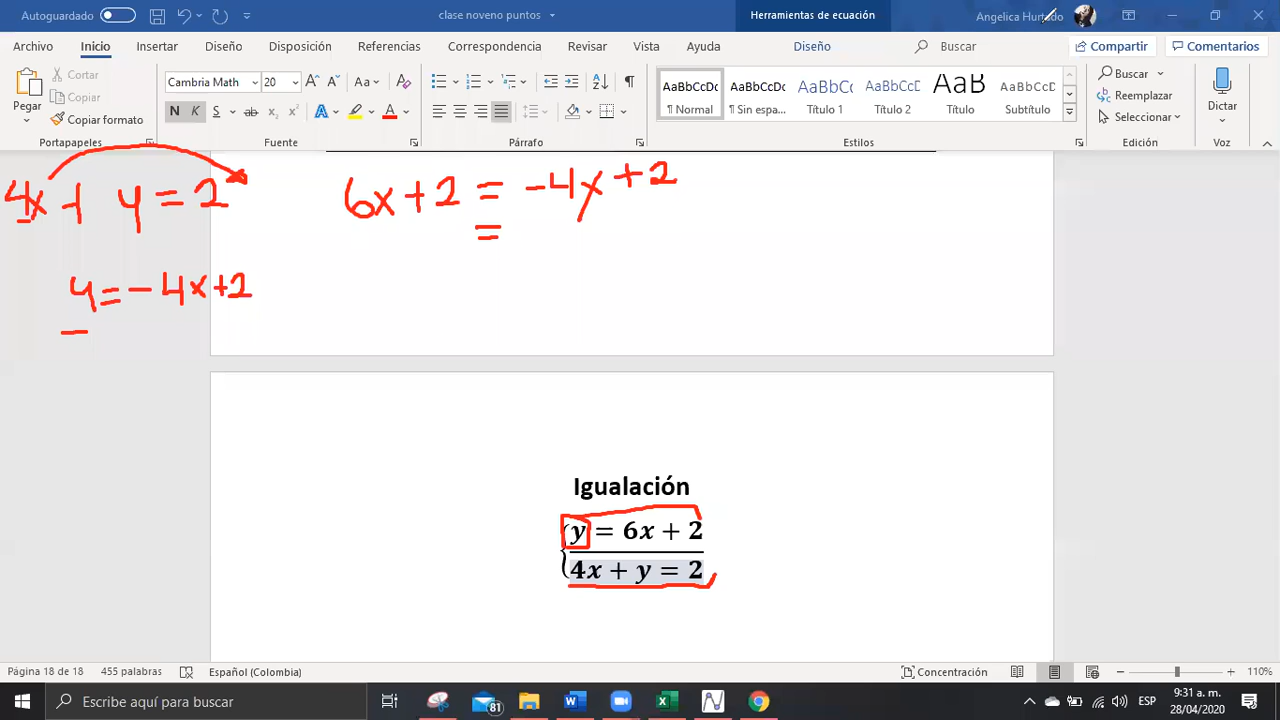 Autoguardado
clase noveno puntos
Herramientas de ecuación
Angelica Hurtado
Archivo Inicio Insertar Diseño Disposición Referencias Correspondencia Revisar Vista Ayuda Diseño Buscar Compartir Comentarios
Pegar
Cortar
Copiar
Copiar formato
Portapapeles
Cambria Math 20
Aa
N K S ab
Fuente
Párrafo
AaBbCcDc
¶ Normal
AaBbCcDc
¶ Sin espa...
AaBbCc
Título 1
AaBbCcD
Título 2
AaB
Título
AaBbCcD
Subtítulo
Estilos
Buscar
Reemplazar
Seleccionar
Edición
Dictar
Voz
4x + y = 2
6x + 2 = -4x + 2
y = - 4x + 2
Igualación
y = 6x + 2
4x + y = 2
Página 18 de 18 455 palabras Español (Colombia) Concentración 110%
Escribe aquí para buscar
81
ESP
9:31 a. m.
28/04/2020